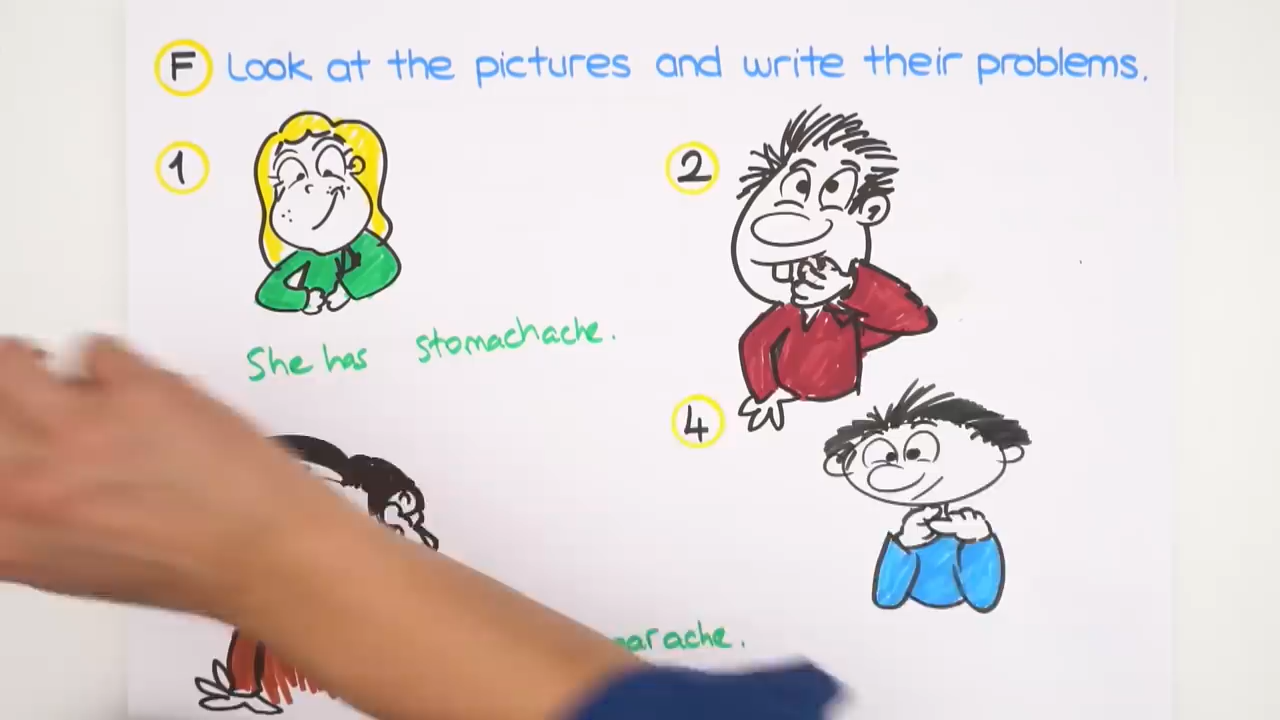 F Look at the pictures and write their problems.
1
2
She has stomachache.
4
earache.